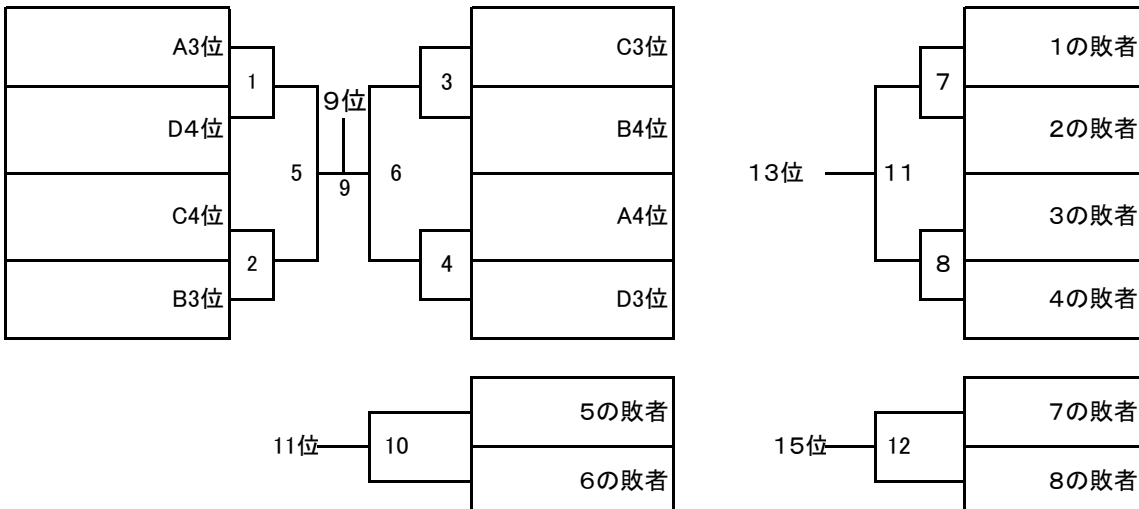 A3位
D4位
C4位
B3位
1
2
5
9位
9
6
3
4
C3位
B4位
A4位
D3位
13位
11
7
8
1の敗者
2の敗者
3の敗者
4の敗者
11位
10
5の敗者
6の敗者
15位
12
7の敗者
8の敗者